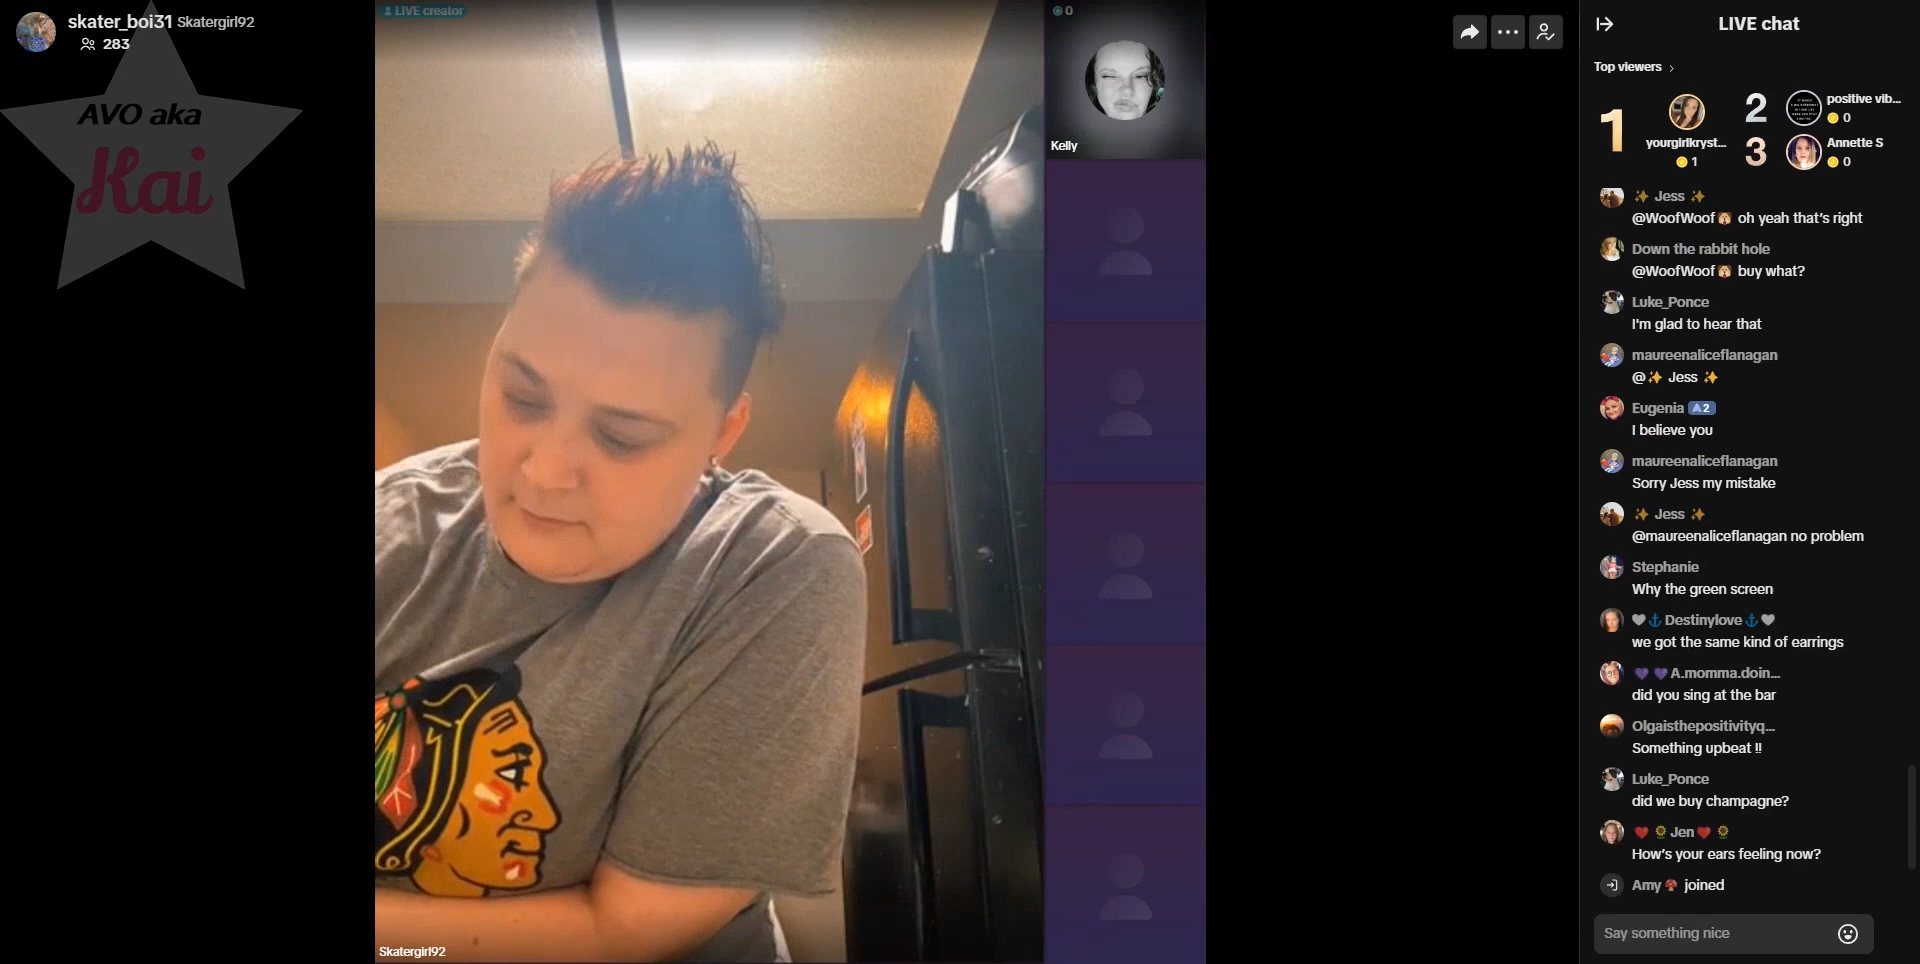 skater_boi31 Skatergirl92
283
AVO aka
Kai
LIVE creator
0
Kelly
Skatergirl92
LIVE chat
Top viewers
1
yourgirlkryst...
1
2
positive vib...
0
3
Annette S
0
✨ Jess ✨
@WoofWoof🐶 oh yeah that's right
Down the rabbit hole
@WoofWoof🐶 buy what?
Luke_Ponce
I'm glad to hear that
maureenaliceflanagan
@✨ Jess ✨
Eugenia A2
I believe you
maureenaliceflanagan
Sorry Jess my mistake
✨ Jess ✨
@maureenaliceflanagan no problem
Stephanie
Why the green screen
🤍⚓Destinylove⚓🤍
we got the same kind of earrings
💜💜A.momma.doin...
did you sing at the bar
Olgaisthepositivityq...
Something upbeat !!
Luke_Ponce
did we buy champagne?
❤️🌻Jen❤️🌻
How's your ears feeling now?
Amy🍄 joined
Say something nice